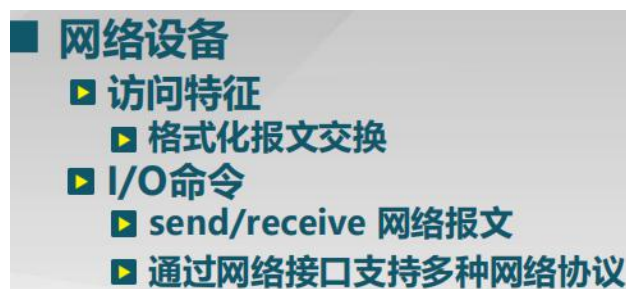 网络设备
访问特征
格式化报文交换
I/O命令
send/receive 网络报文
通过网络接口支持多种网络协议